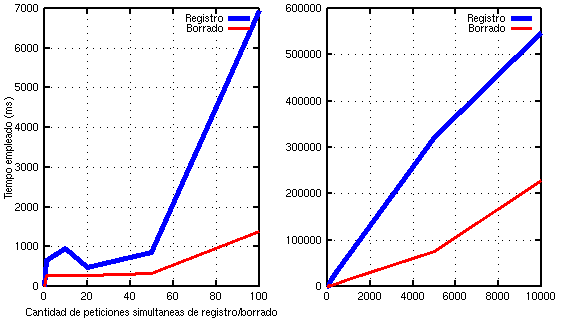 7000
6000
5000
4000
3000
2000
1000
0
0 20 40 60 80 100
Tiempo empleado (ms)
Registro
Borrado
600000
500000
400000
300000
200000
100000
0
0 2000 4000 6000 8000 10000
Registro
Borrado
Cantidad de peticiones simultaneas de registro/borrado